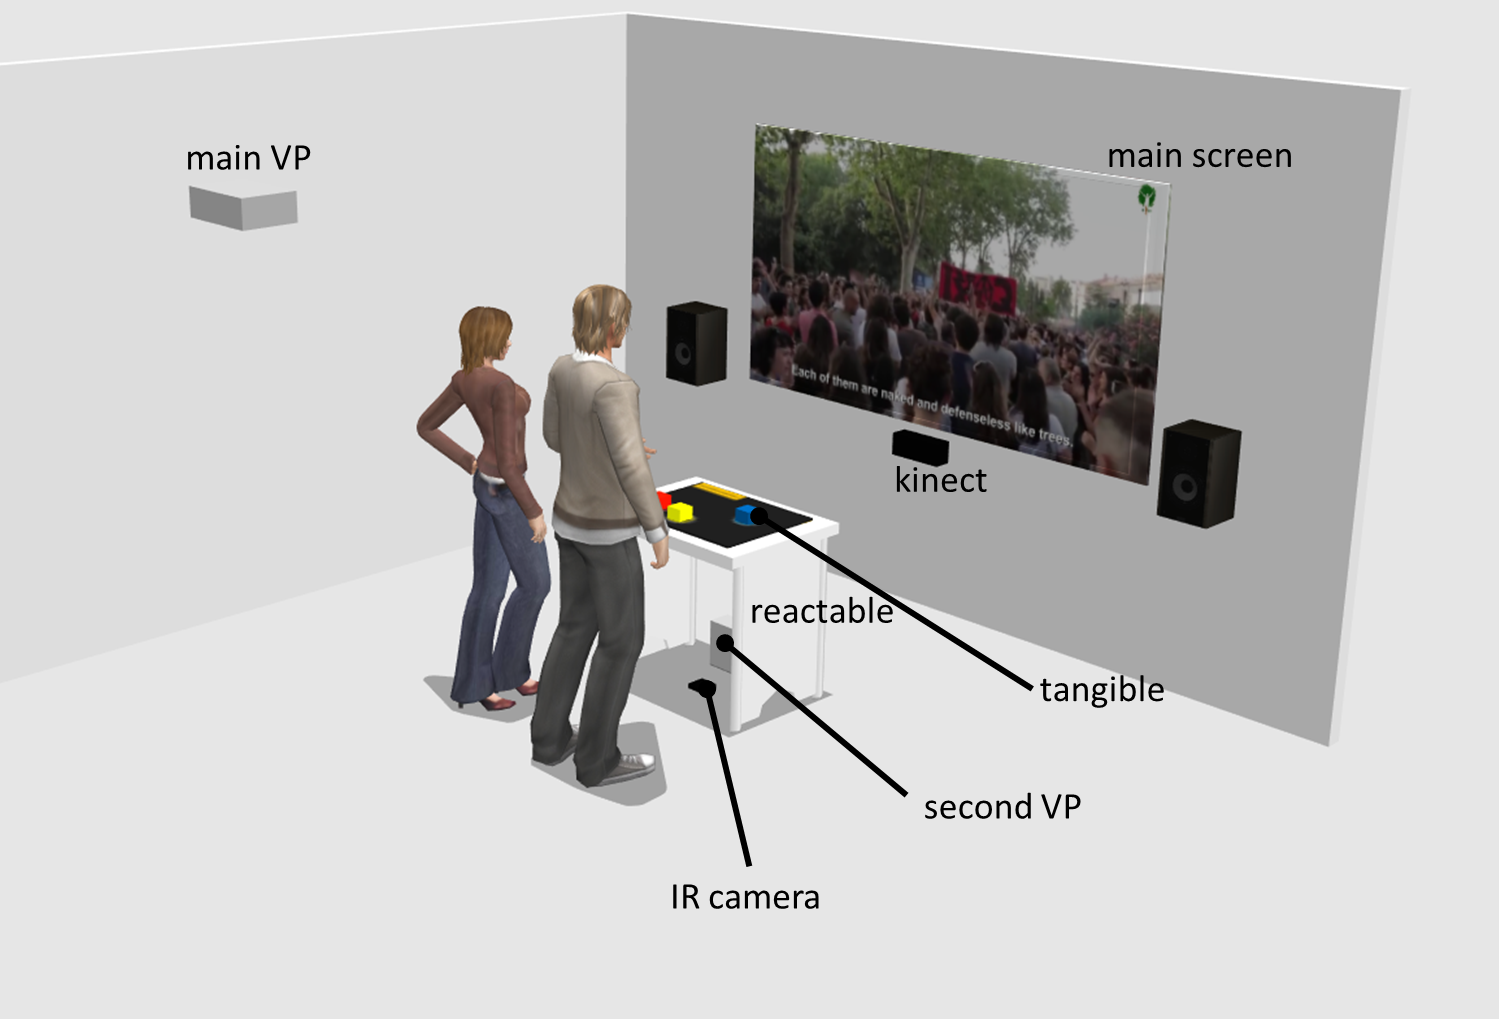 main VP
main screen
Each of them are naked and defenseless like trees.
kinect
reactable
tangible
second VP
IR camera